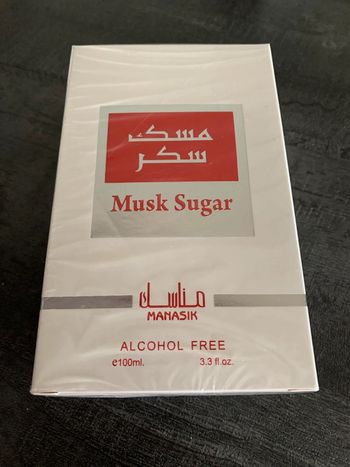 مسك
سكر
Musk Sugar
مناسك
MANASIK
ALCOHOL FREE
e100ml. 3.3 fl.oz.